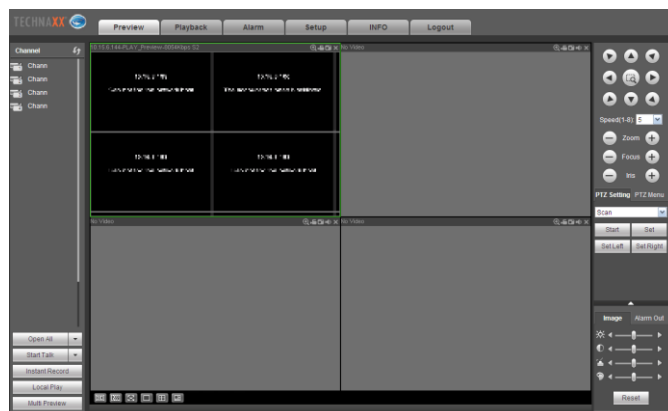 TECHNAXX
Preview
Playback
Alarm
Setup
INFO
Logout
Channel
Chann
Chann
Chann
Chann
No Video
No Video
No Video
Speed(1-8)
5
Zoom
Focus
Iris
PTZ Setting
PTZ Menu
Scan
Start
Set
Set Left
Set Right
Image
Alarm Out
Reset
Open All
Start Talk
Instant Record
Local Play
Multi Preview